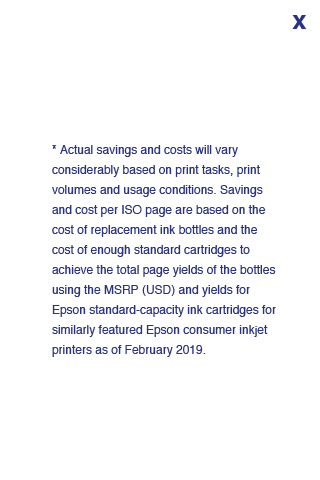 X
* Actual savings and costs will vary
considerably based on print tasks, print
volumes and usage conditions. Savings
and cost per ISO page are based on the
cost of replacement ink bottles and the
cost of enough standard cartridges to
achieve the total page yields of the bottles
using the MSRP (USD) and yields for
Epson standard-capacity ink cartridges for
similarly featured Epson consumer inkjet
printers as of February 2019.